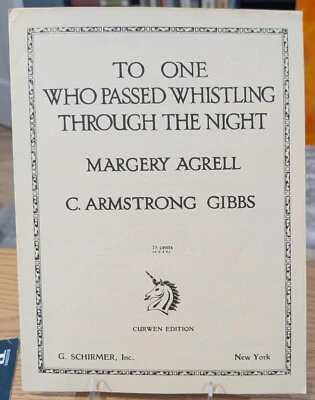 TO ONE
WHO PASSED WHISTLING
THROUGH THE NIGHT
MARGERY AGRELL
C. ARMSTRONG GIBBS
75 cents
CURWEN EDITION
G. SCHIRMER, Inc. New York